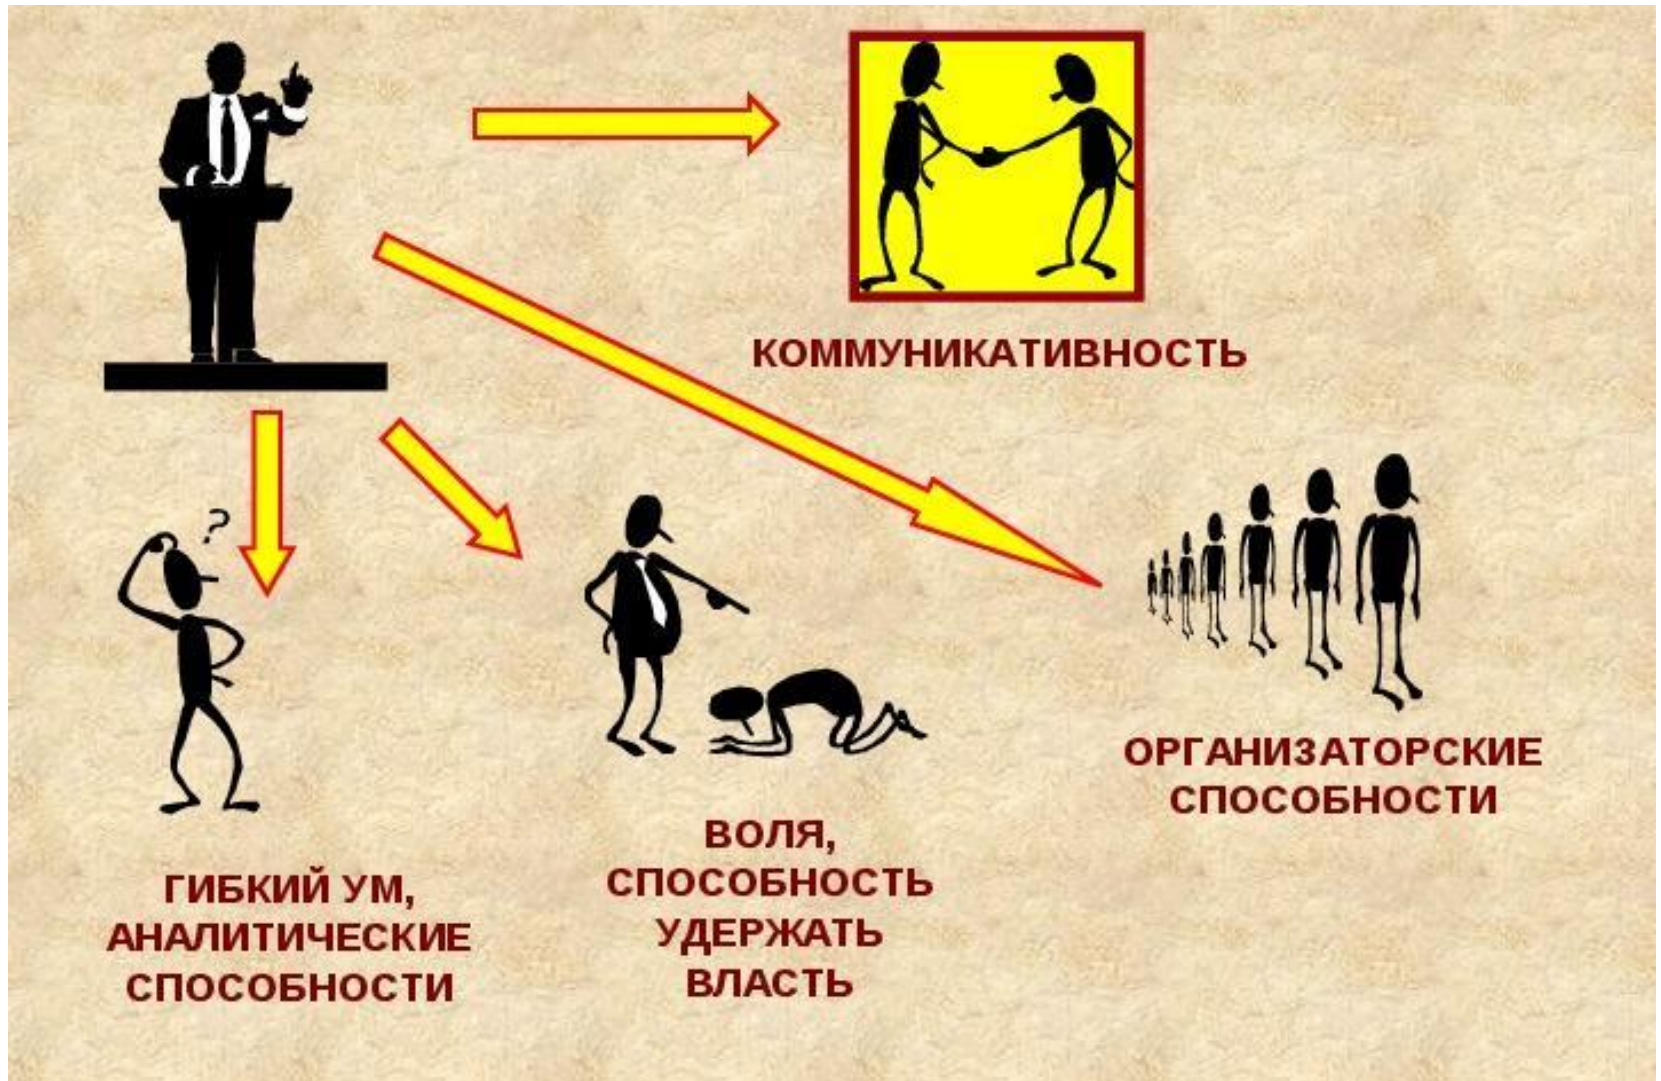 КОММУНИКАТИВНОСТЬ
?
ОРГАНИЗАТОРСКИЕ
СПОСОБНОСТИ
ВОЛЯ,
СПОСОБНОСТЬ
УДЕРЖАТЬ
ВЛАСТЬ
ГИБКИЙ УМ,
АНАЛИТИЧЕСКИЕ
СПОСОБНОСТИ